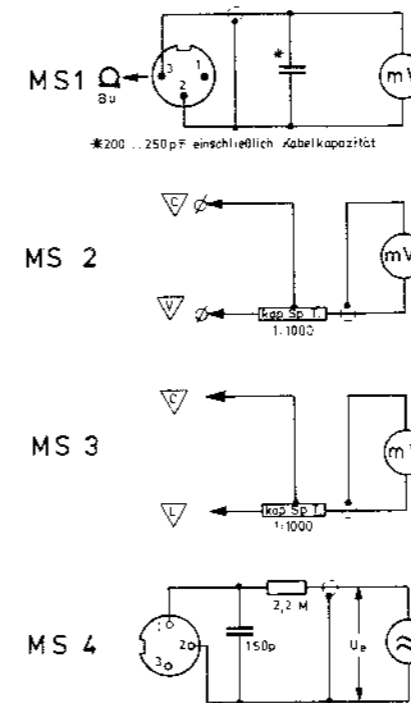 MS1
Bu
3
1
2
*
mV
*200...250pF einschließlich Kabelkapazität
MS 2
C
V
mV
kap Sp T.
1:1000
MS 3
C
L
mV
kap Sp T.
1:1000
MS 4
1
2
3
150p
2,2 M
Ue